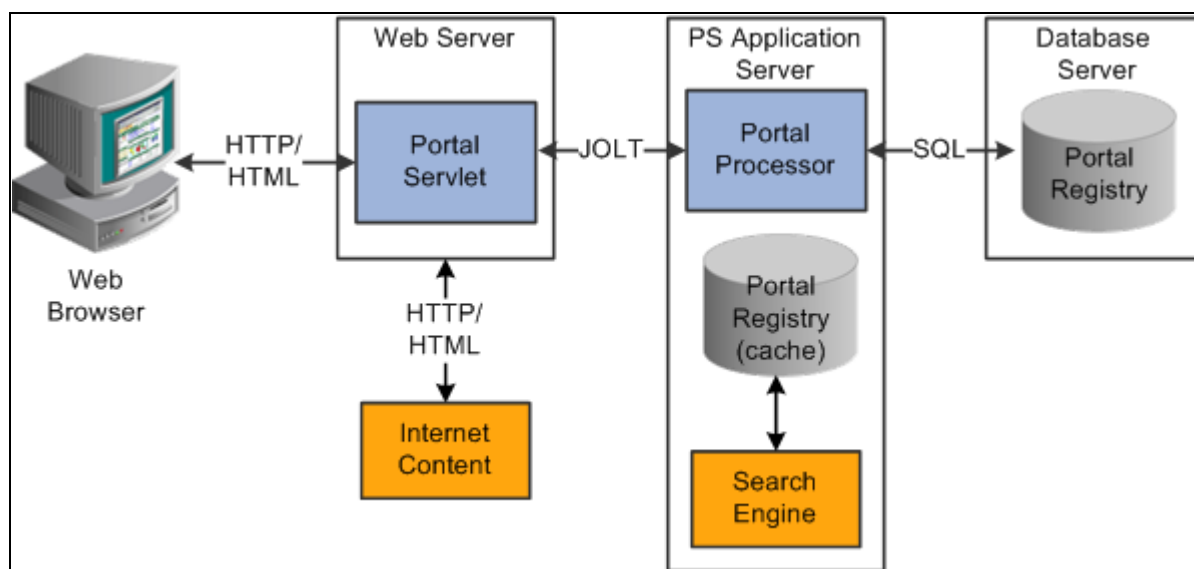 Web Server
PS Application
Server
Database
Server
Portal
Servlet
Portal
Processor
Portal
Registry
HTTP/
HTML
JOLT
SQL
Web
Browser
HTTP/
HTML
Portal
Registry
(cache)
Internet
Content
Search
Engine